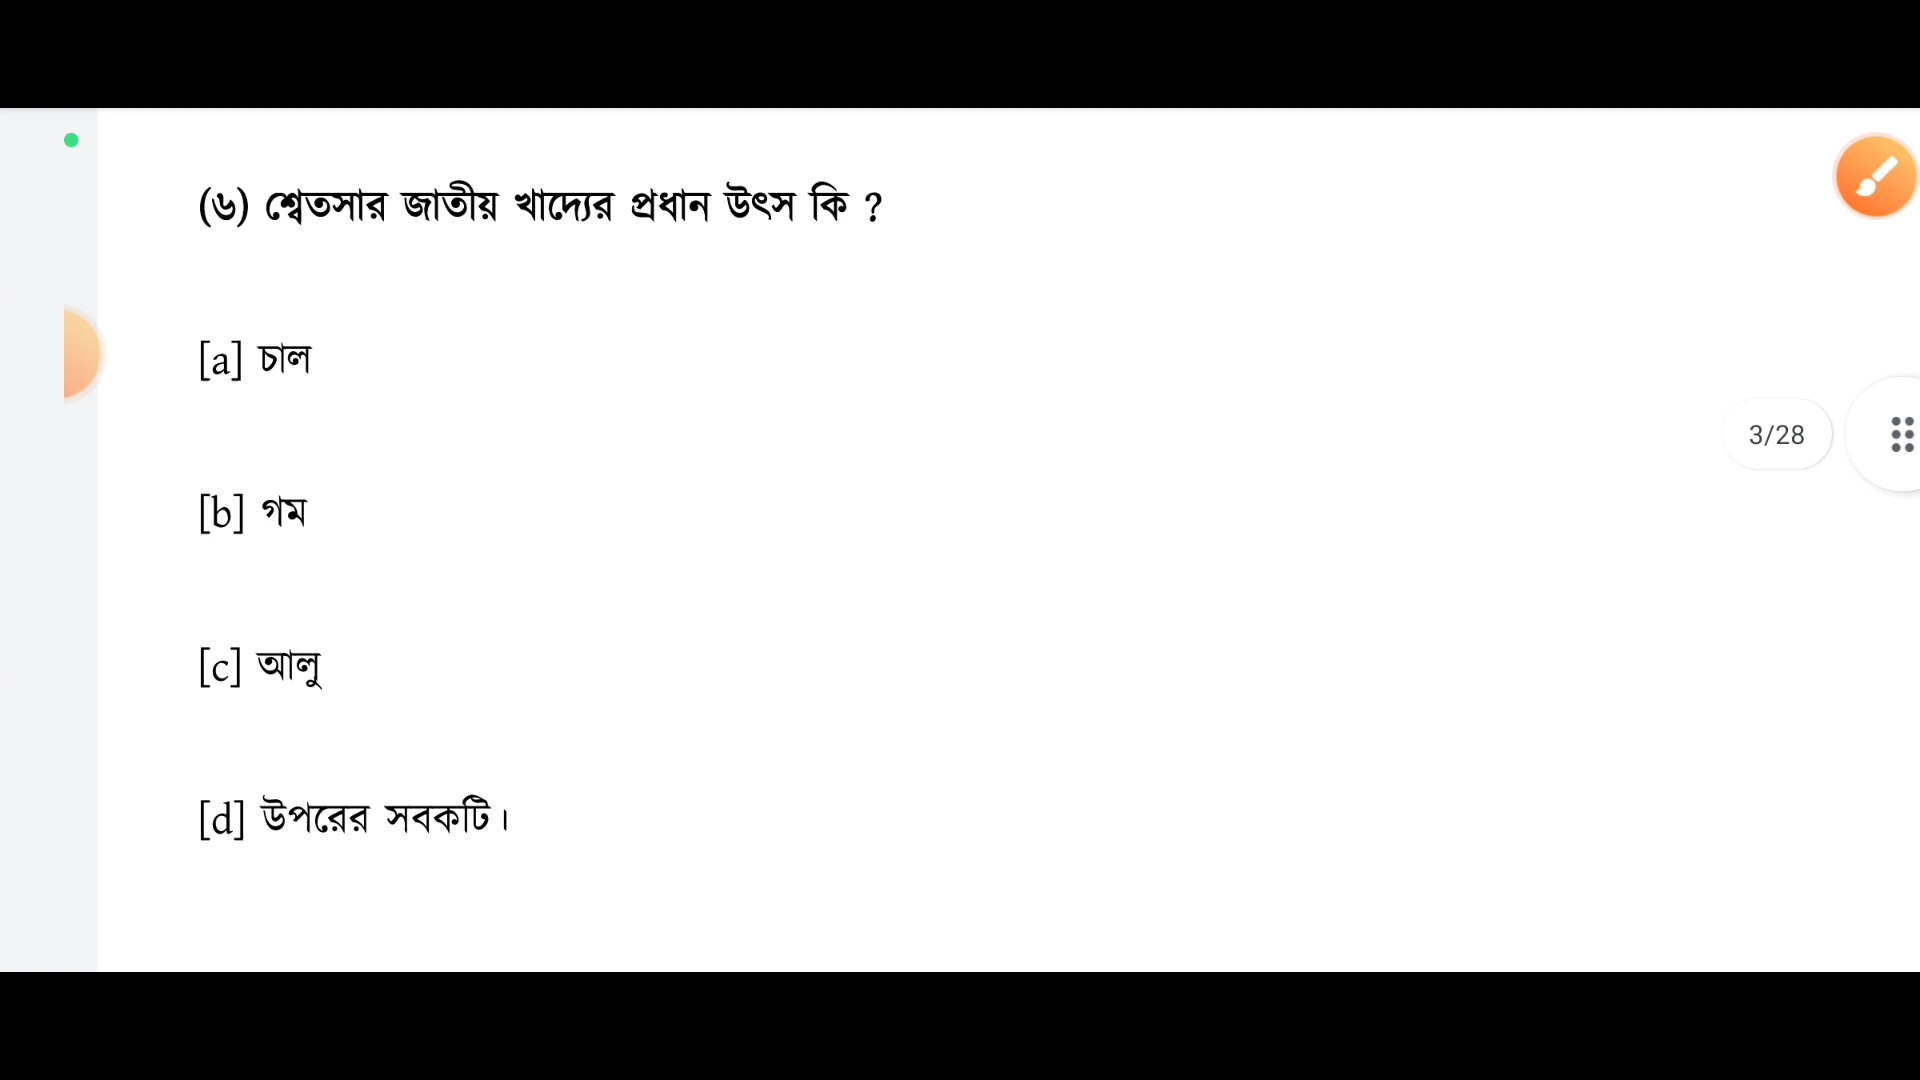 (৬) শ্বেতসার জাতীয় খাদ্যের প্রধান উৎস কি ?
[a] চাল
3/28
[b] গম
[c] আলু
[d] উপরের সবকটি।